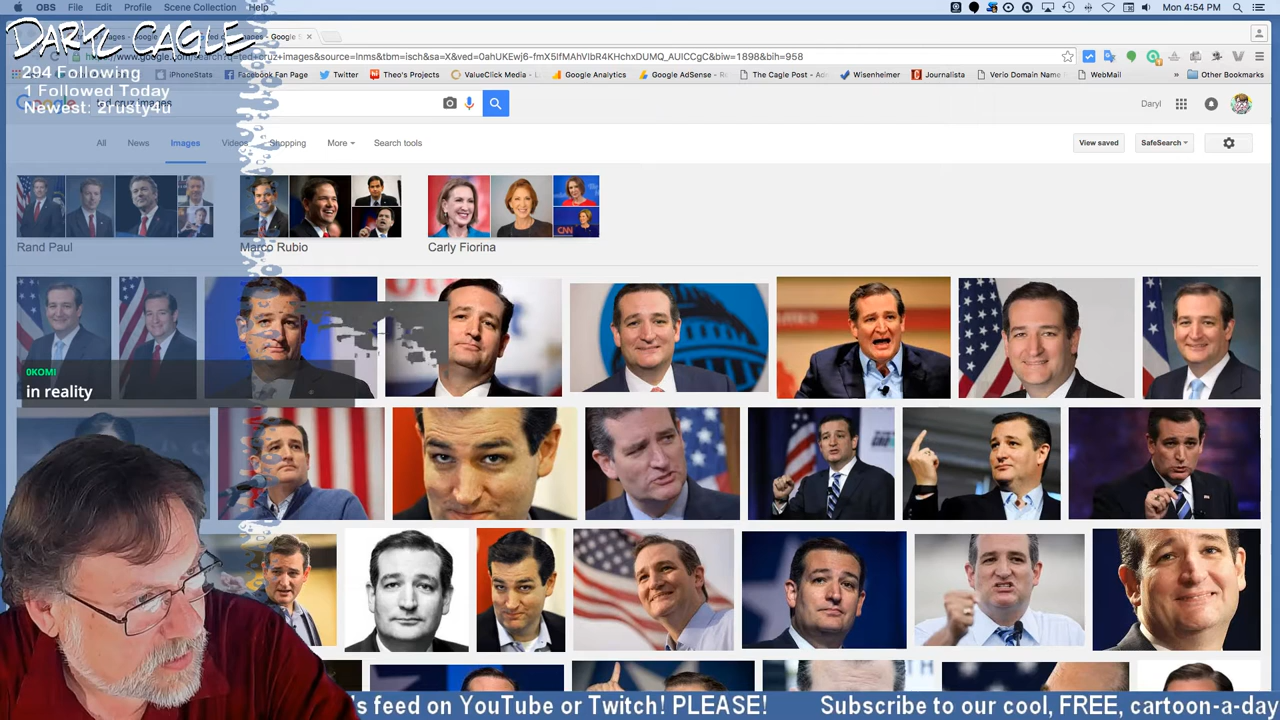 OBS File Edit Profile Scene Collection Help Mon 4:54 PM
DARYL CAGLE
294 Following
1 Followed Today
Newest: 2rusty4u
iPhoneStats Facebook Fan Page Twitter Theo's Projects ValueClick Media - L Google Analytics Google AdSense - R The Cagle Post - Ad Wisenheimer Journalista Verio Domain Name WebMail Other Bookmarks
Daryl
All News Images Videos Shopping More Search tools View saved SafeSearch
CNN
Rand Paul Marco Rubio Carly Fiorina
0KOMI
in reality
's feed on YouTube or Twitch! PLEASE! Subscribe to our cool, FREE, cartoon-a-day